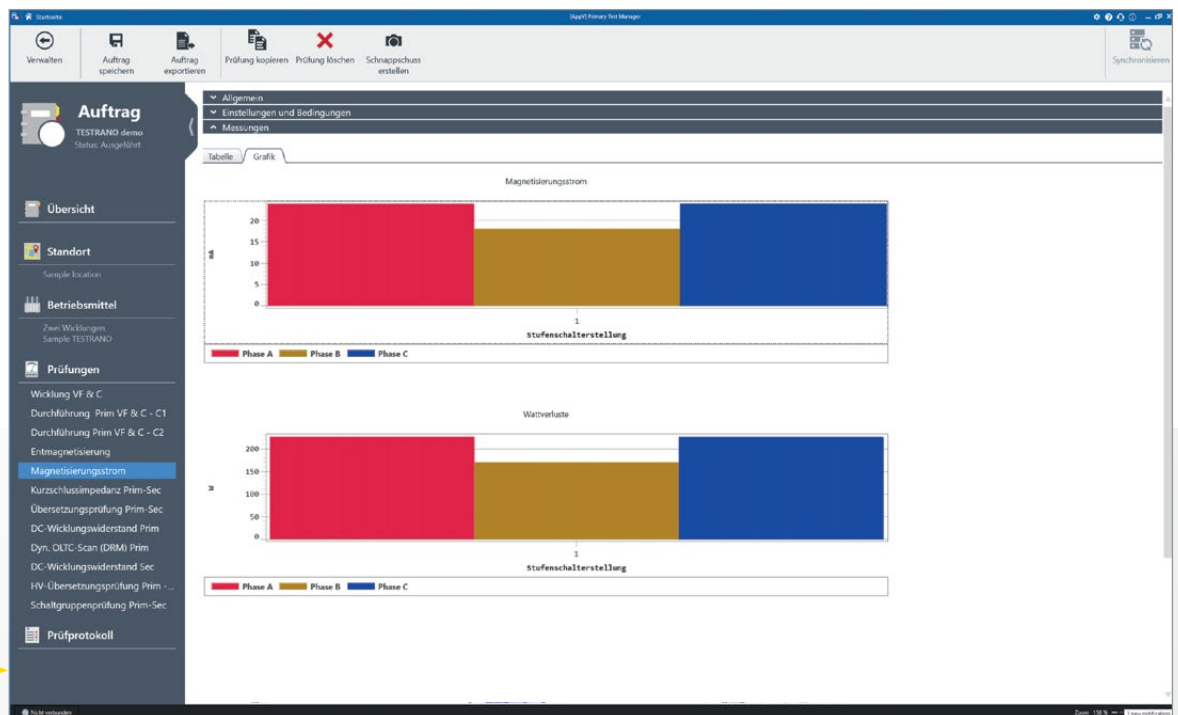 Startseite
[AppY] Primary Test Manager
Verwalten
Auftrag speichern
Auftrag exportieren
Prüfung kopieren
Prüfung löschen
Schnappschuss erstellen
Synchronisieren
Auftrag
TESTRANO demo
Status: Ausgeführt
Übersicht
Standort
Sample location
Betriebsmittel
Zwei Wicklungen
Sample TESTRANO
Prüfungen
Wicklung VF & C
Durchführung Prim VF & C - C1
Durchführung Prim VF & C - C2
Entmagnetisierung
Magnetisierungsstrom
Kurzschlussimpedanz Prim-Sec
Übersetzungsprüfung Prim-Sec
DC-Wicklungswiderstand Prim
Dyn. OLTC-Scan (DRM) Prim
DC-Wicklungswiderstand Sec
HV-Übersetzungsprüfung Prim -...
Schaltgruppenprüfung Prim-Sec
Prüfprotokoll
Allgemein
Einstellungen und Bedingungen
Messungen
Tabelle
Grafik
Magnetisierungsstrom
mA
20
15
10
5
0
1
Stufenschalterstellung
Phase A Phase B Phase C
Wattverluste
W
200
150
100
50
0
1
Stufenschalterstellung
Phase A Phase B Phase C
Nicht verbunden
Zoom 150 %
1 new notification